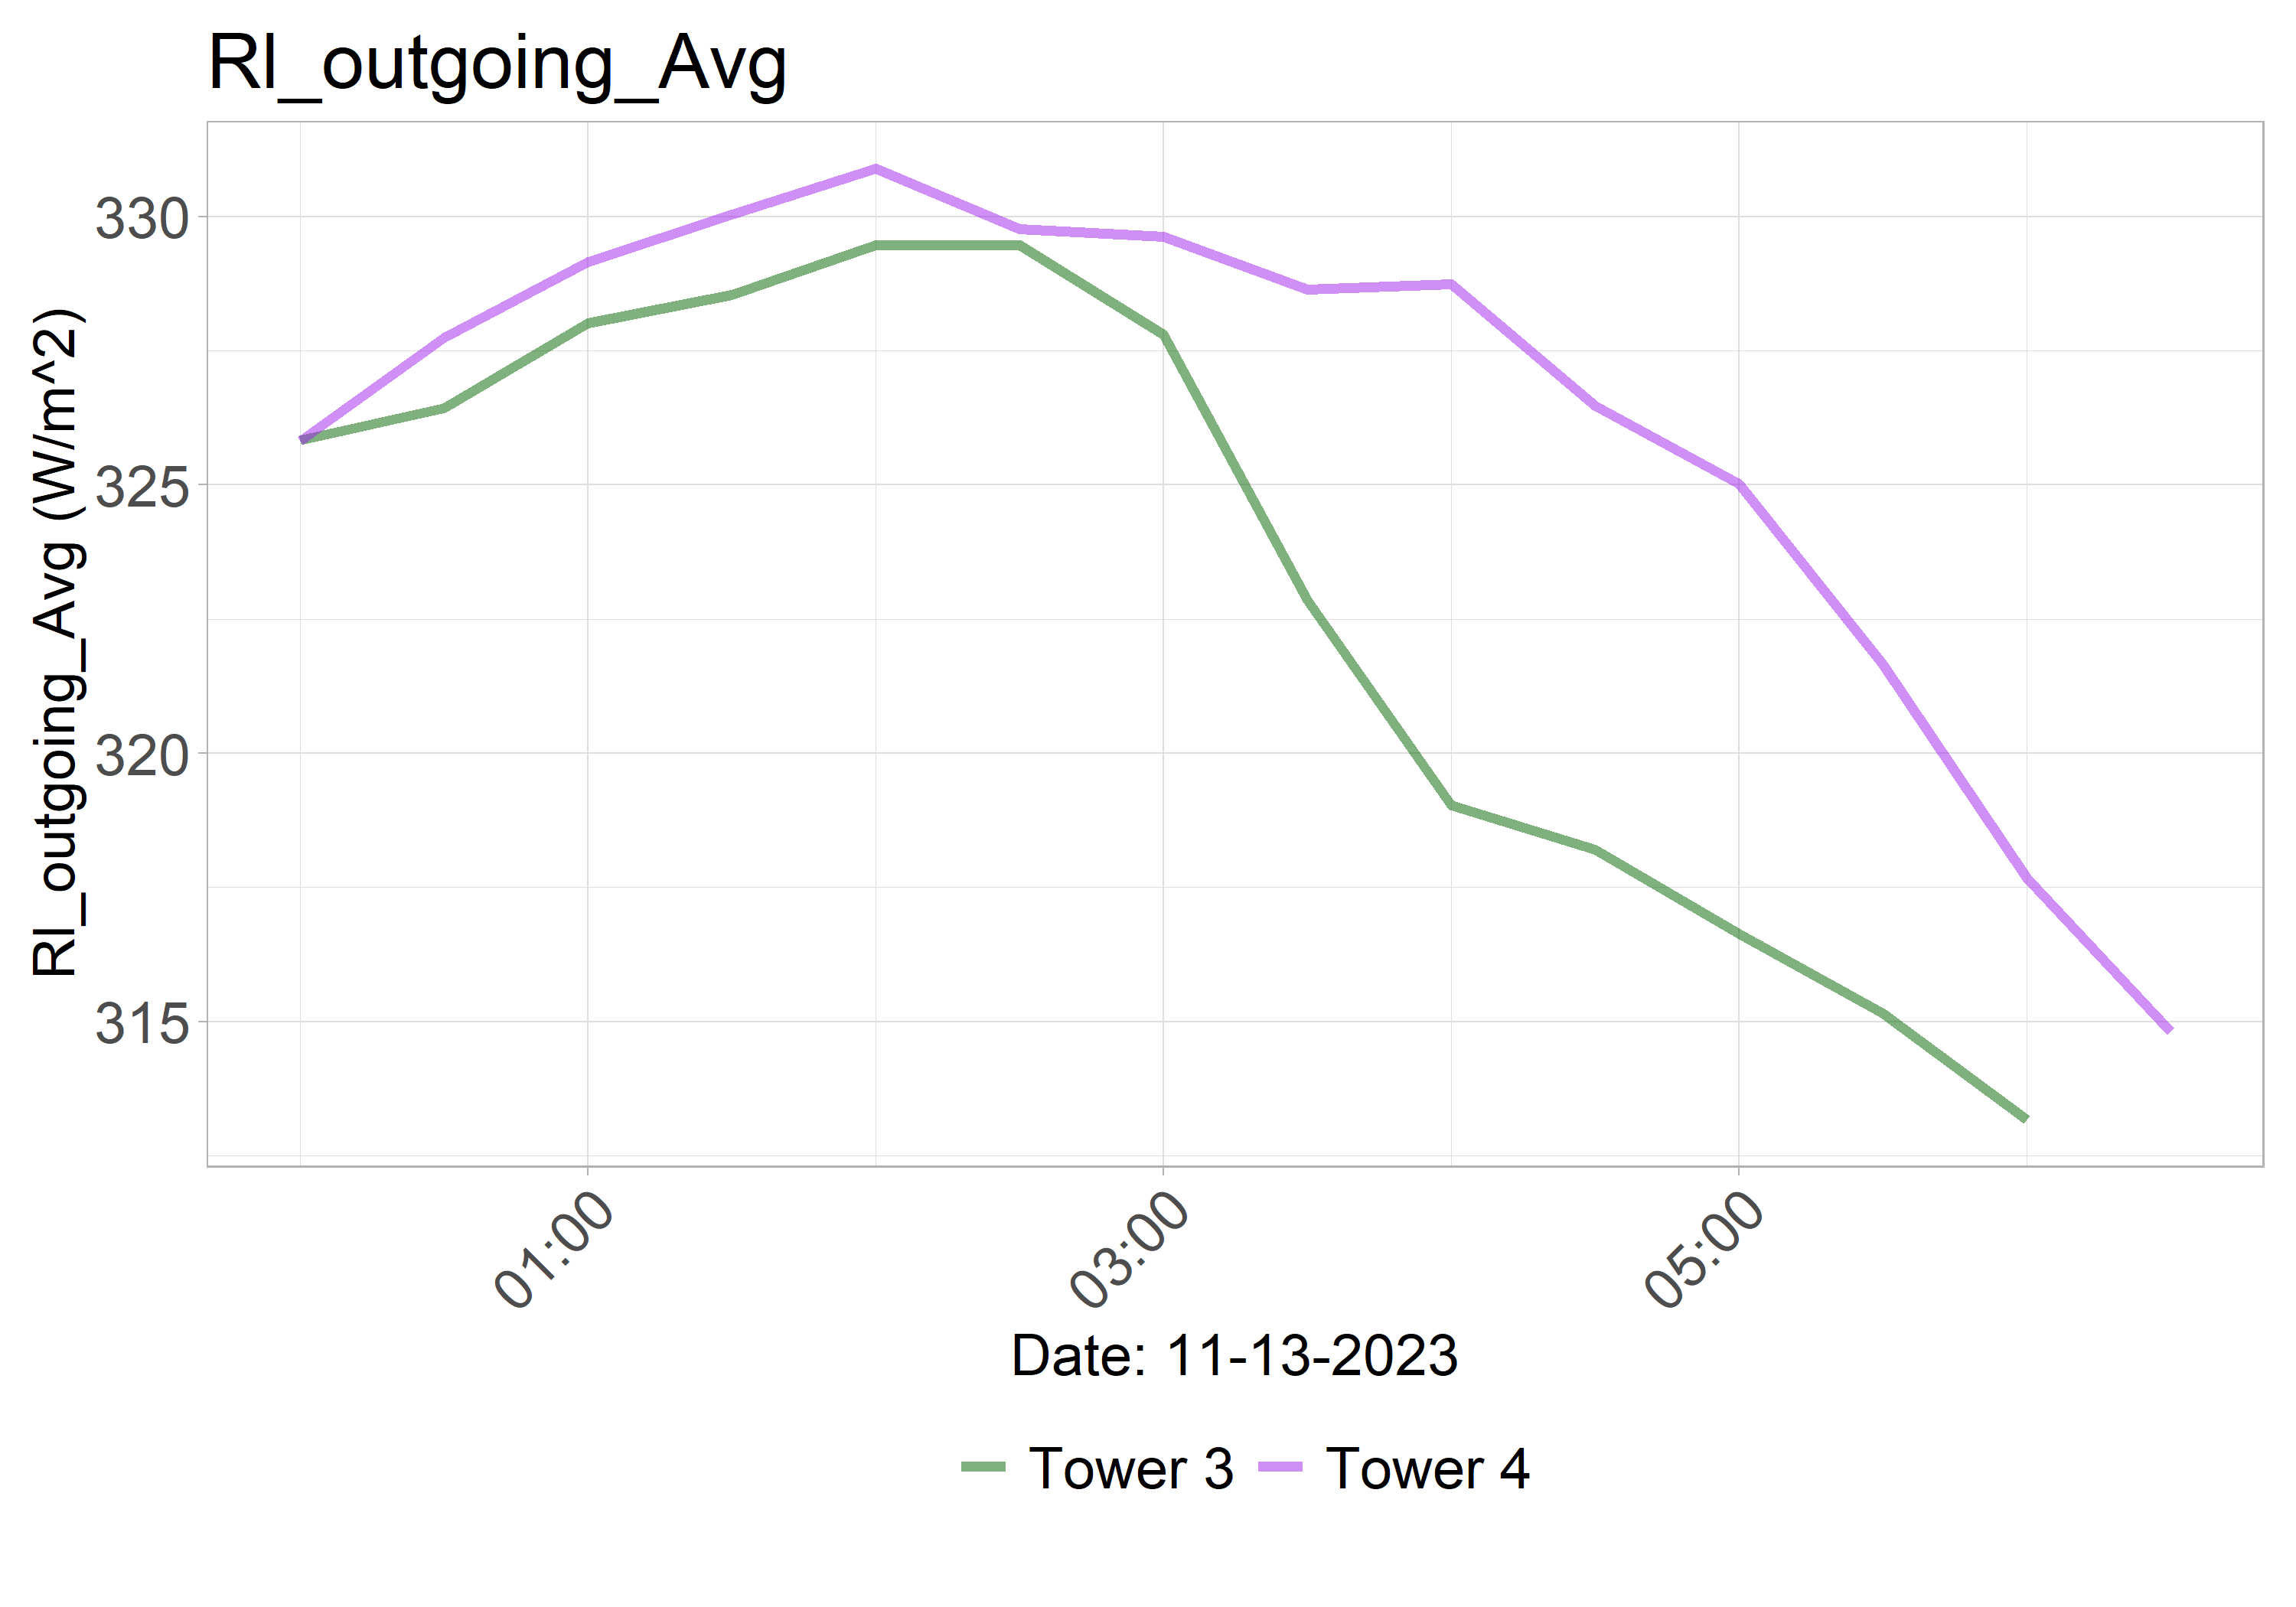 Rl_outgoing_Avg
Rl_outgoing_Avg (W/m^2)
330
325
320
315
01:00
03:00
05:00
Date: 11-13-2023
Tower 3
Tower 4